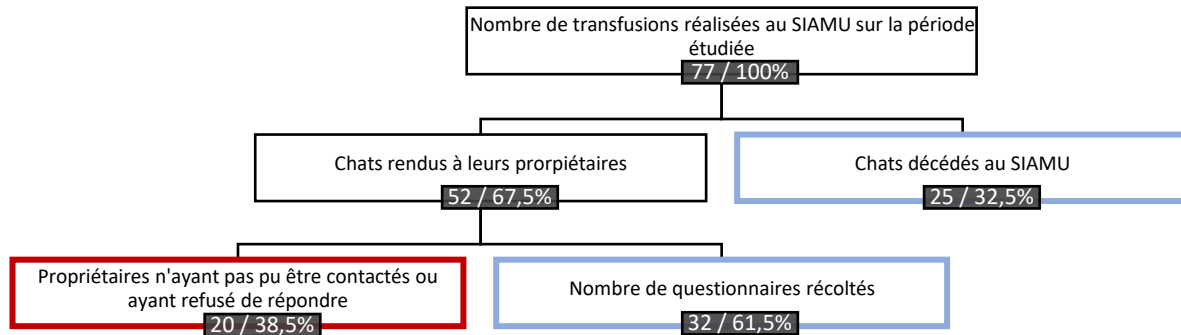 Nombre de transfusions réalisées au SIAMU sur la période
étudiée
77 / 100%
Chats rendus à leurs prorpiétaires
52 / 67,5%
Chats décédés au SIAMU
25 / 32,5%
Propriétaires n'ayant pas pu être contactés ou
ayant refusé de répondre
20 / 38,5%
Nombre de questionnaires récoltés
32 / 61,5%